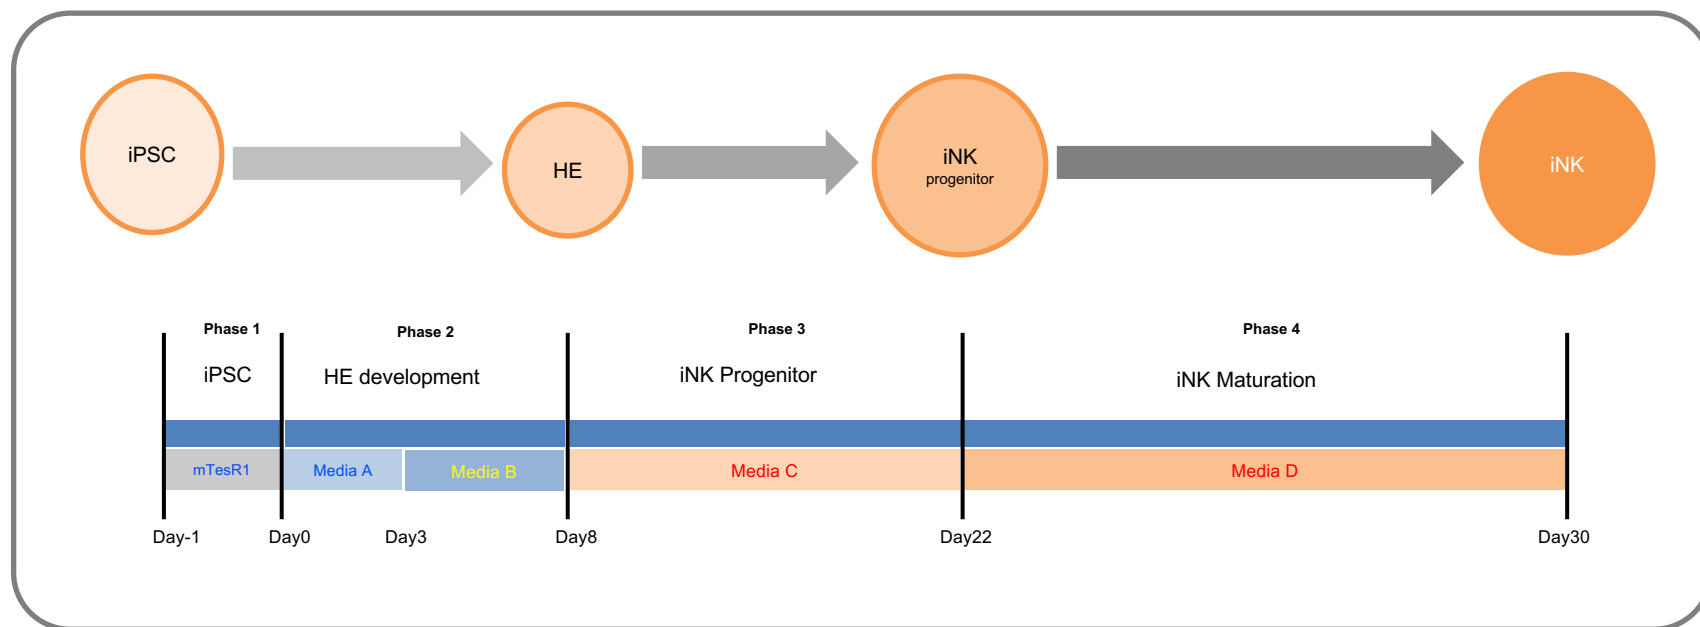 iPSC
HE
iNK
progenitor
iNK
Phase 1
Phase 2
Phase 3
Phase 4
iPSC
HE development
iNK Progenitor
iNK Maturation
mTesR1
Media A
Media B
Media C
Media D
Day-1
Day0
Day3
Day8
Day22
Day30